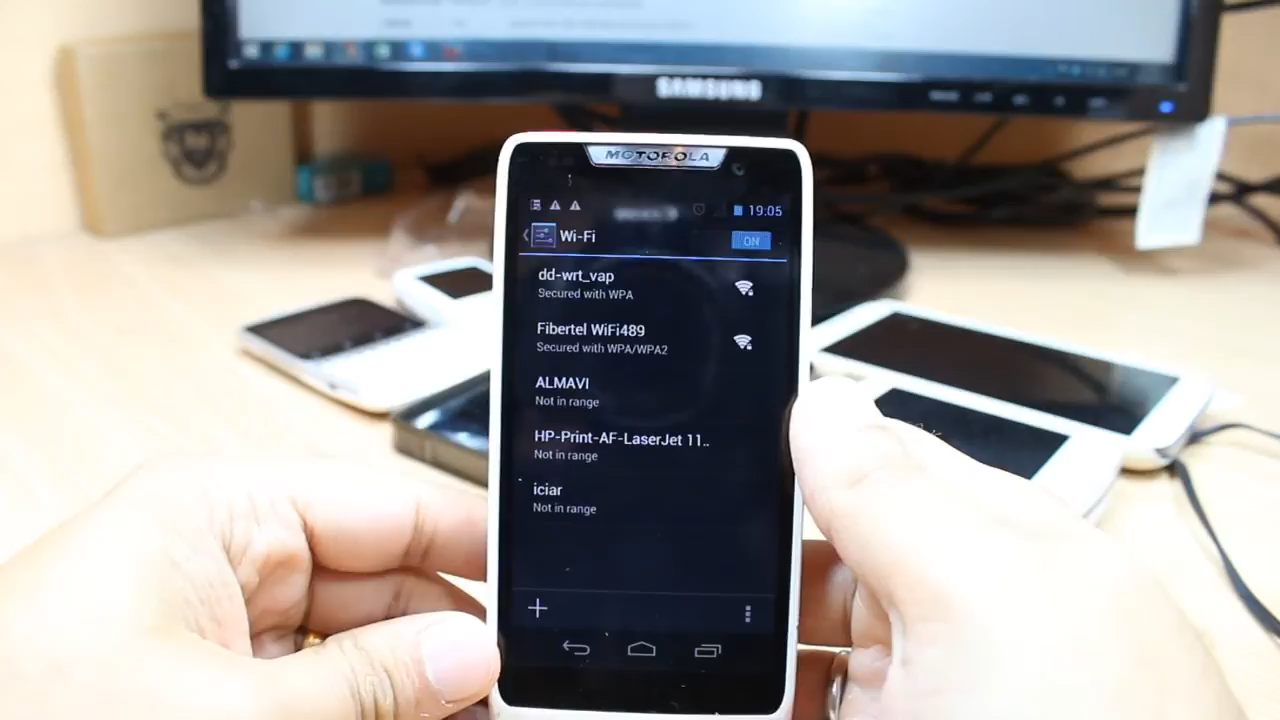 SAMSUNG
MOTOROLA
19:05
Wi-Fi
ON
dd-wrt_vap
Secured with WPA
Fibertel WiFi489
Secured with WPA/WPA2
ALMAVI
Not in range
HP-Print-AF-LaserJet 11..
Not in range
iciar
Not in range